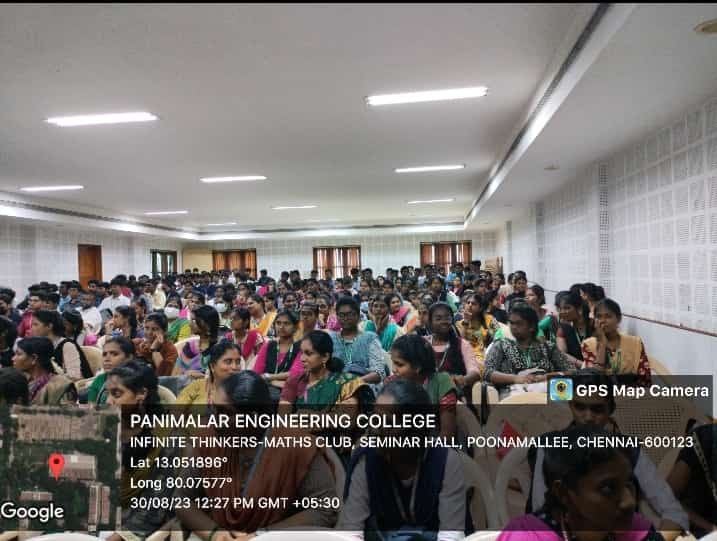 GPS Map Camera
PANIMALAR ENGINEERING COLLEGE
INFINITE THINKERS-MATHS CLUB, SEMINAR HALL, POONAMALLEE, CHENNAI-600123
Lat 13.051896°
Long 80.07577°
30/08/23 12:27 PM GMT +05:30
Google